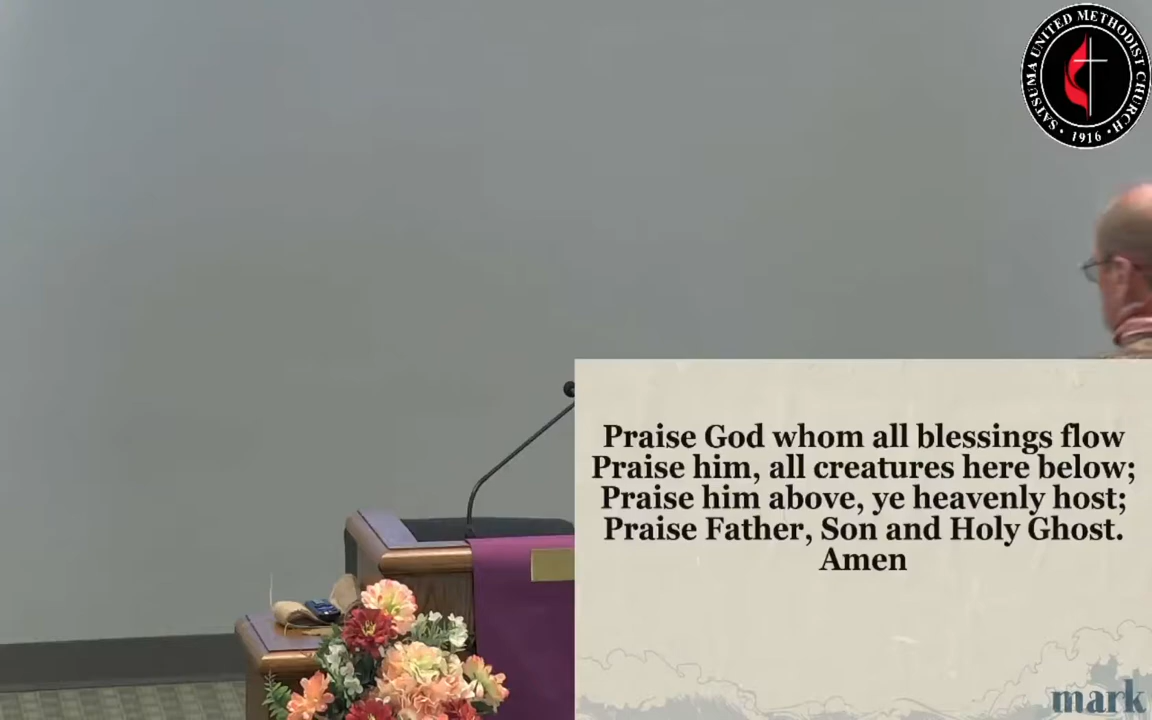 SATSUMA UNITED METHODIST CHURCH
• 1916 •
Praise God whom all blessings flow
Praise him, all creatures here below;
Praise him above, ye heavenly host;
Praise Father, Son and Holy Ghost.
Amen
mark